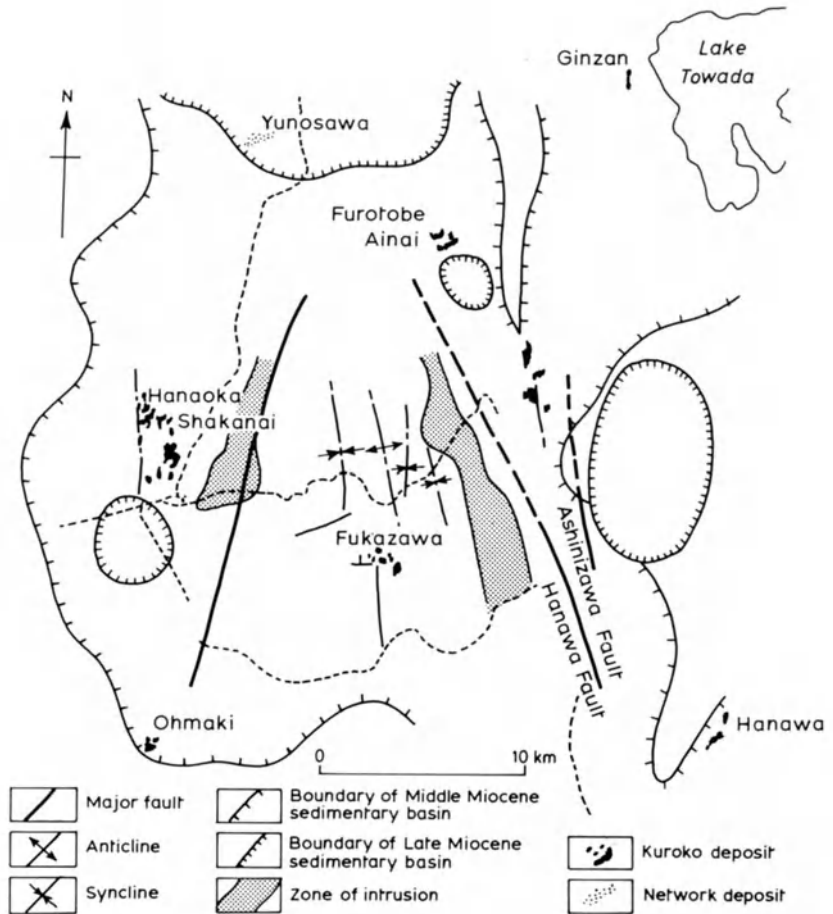 Ginzan
Lake
Towada
N
Yunosawa
Furotobe
Ainai
Hanaoka
Shakanai
Fukazawa
Ashinizawa Fault
Hanawa Fault
Ohmaki
Hanawa
0 10 km
Major fault
Anticline
Syncline
Boundary of Middle Miocene
sedimentary basin
Boundary of Late Miocene
sedimentary basin
Zone of intrusion
Kuroko deposit
Network deposit